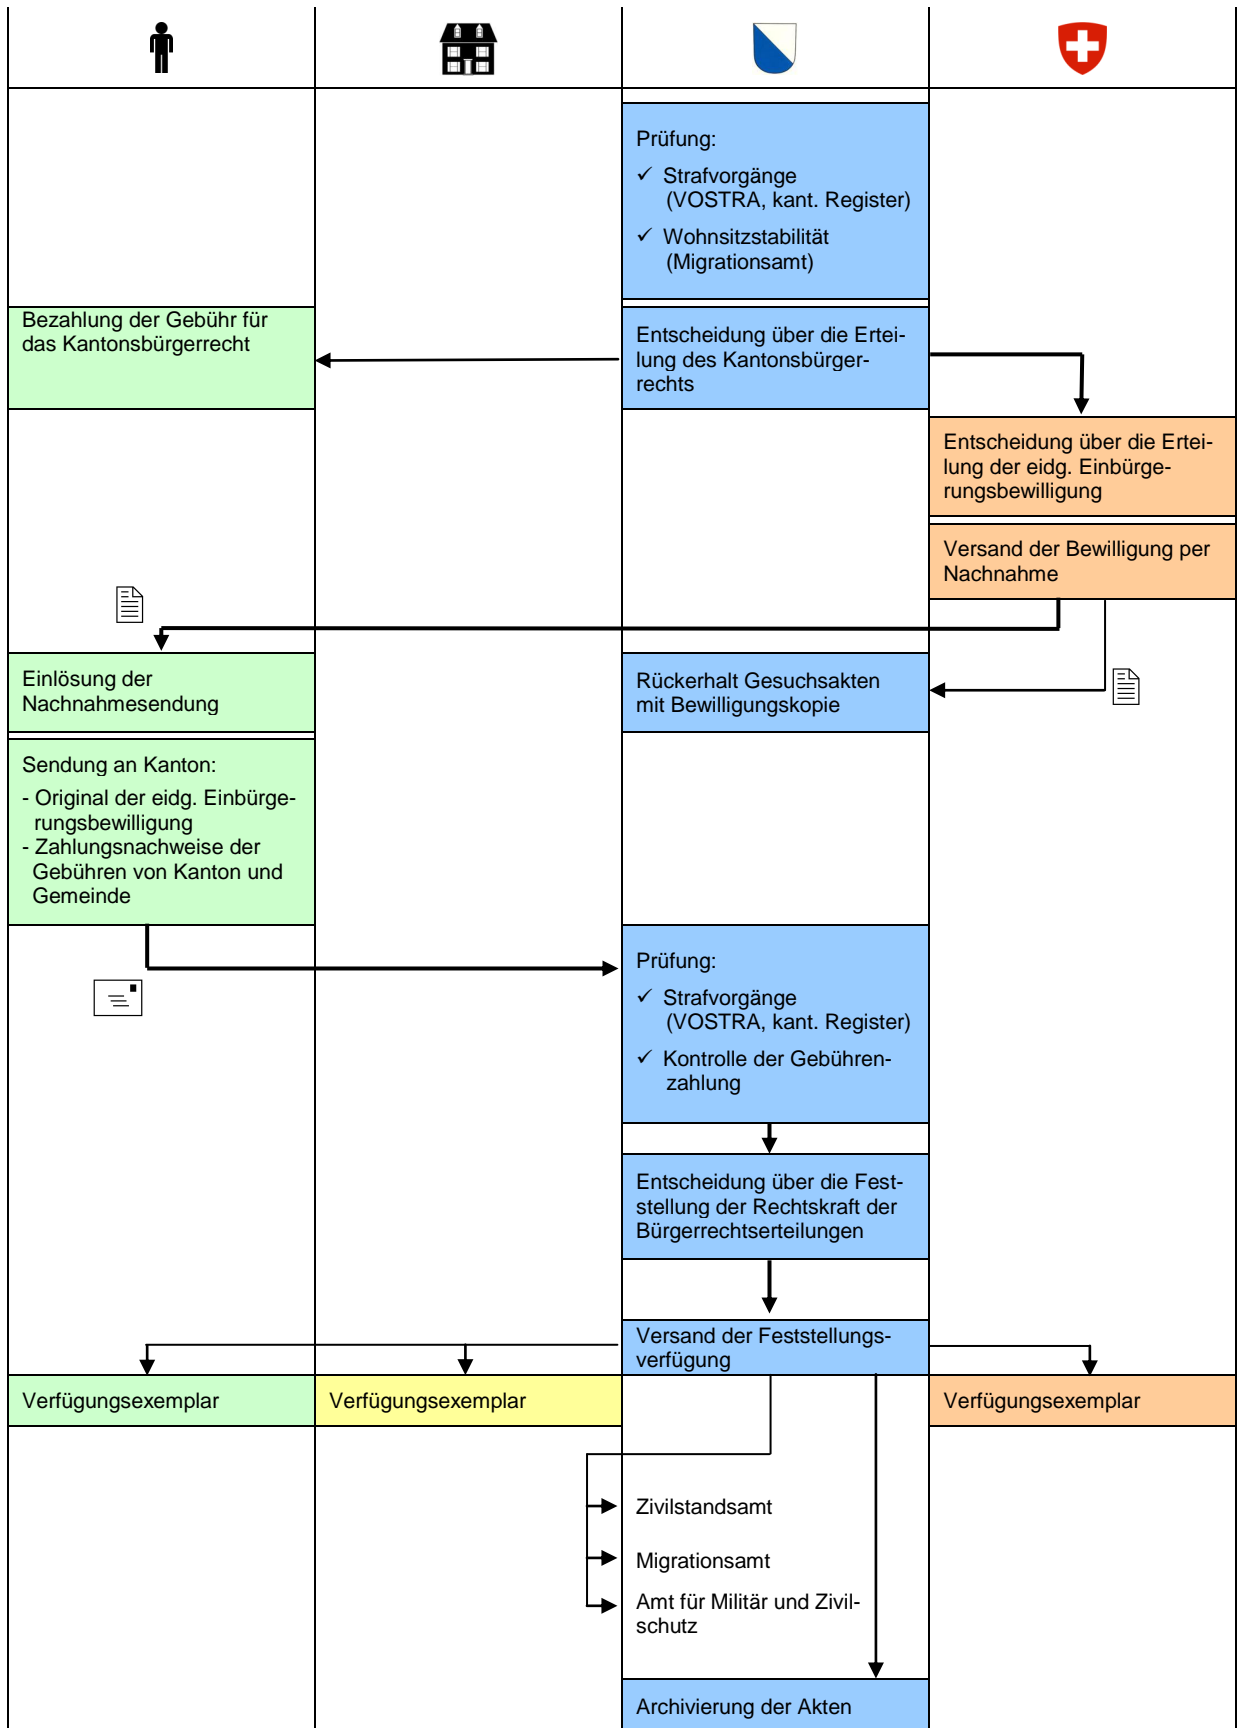 Prüfung:
✓ Strafvorgänge
(VOSTRA, kant. Register)
✓ Wohnsitzstabilität
(Migrationsamt)
Bezahlung der Gebühr für
das Kantonsbürgerrecht
Entscheidung über die Ertei-
lung des Kantonsbürger-
rechts
Entscheidung über die Ertei-
lung der eidg. Einbürge-
rungsbewilligung
Versand der Bewilligung per
Nachnahme
Einlösung der
Nachnahmesendung
Rückerhalt Gesuchsakten
mit Bewilligungskopie
Sendung an Kanton:
- Original der eidg. Einbürge-
rungsbewilligung
- Zahlungsnachweise der
Gebühren von Kanton und
Gemeinde
Prüfung:
✓ Strafvorgänge
(VOSTRA, kant. Register)
✓ Kontrolle der Gebühren-
zahlung
Entscheidung über die Fest-
stellung der Rechtskraft der
Bürgerrechtserteilungen
Versand der Feststellungs-
verfügung
Verfügungsexemplar
Verfügungsexemplar
Verfügungsexemplar
Zivilstandsamt
Migrationsamt
Amt für Militär und Zivil-
schutz
Archivierung der Akten